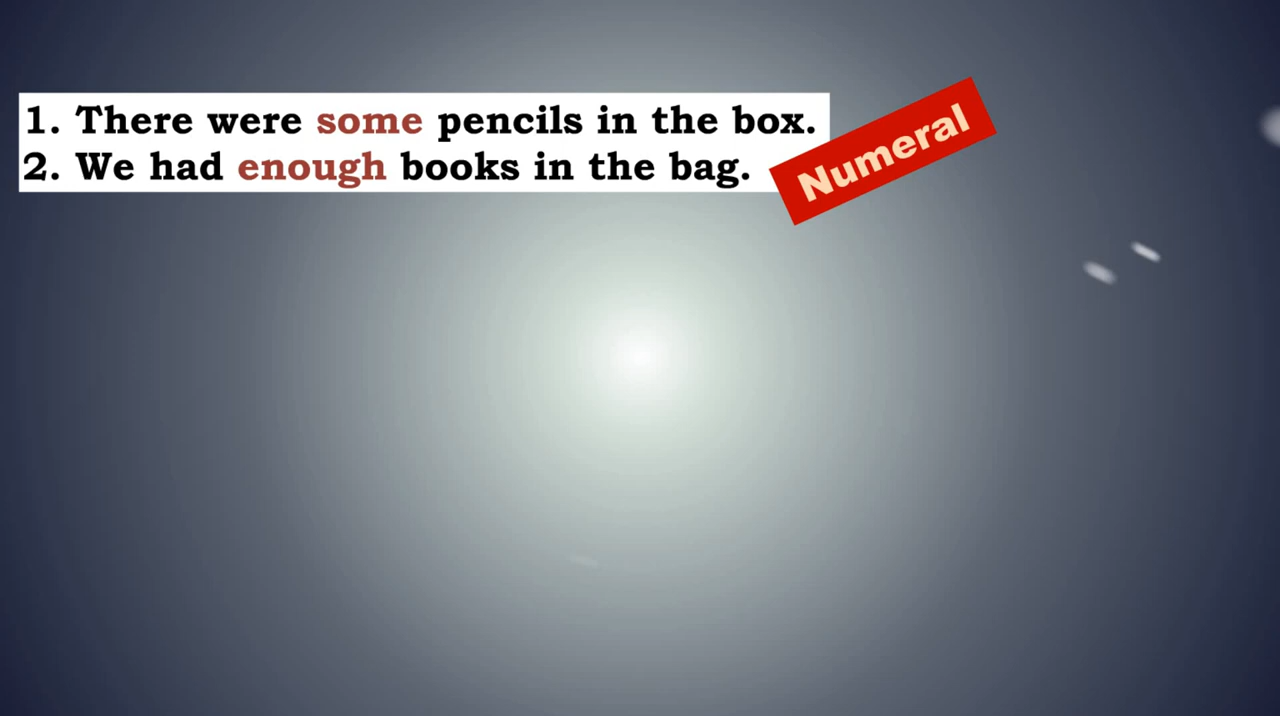 1. There were some pencils in the box.
2. We had enough books in the bag.
Numeral